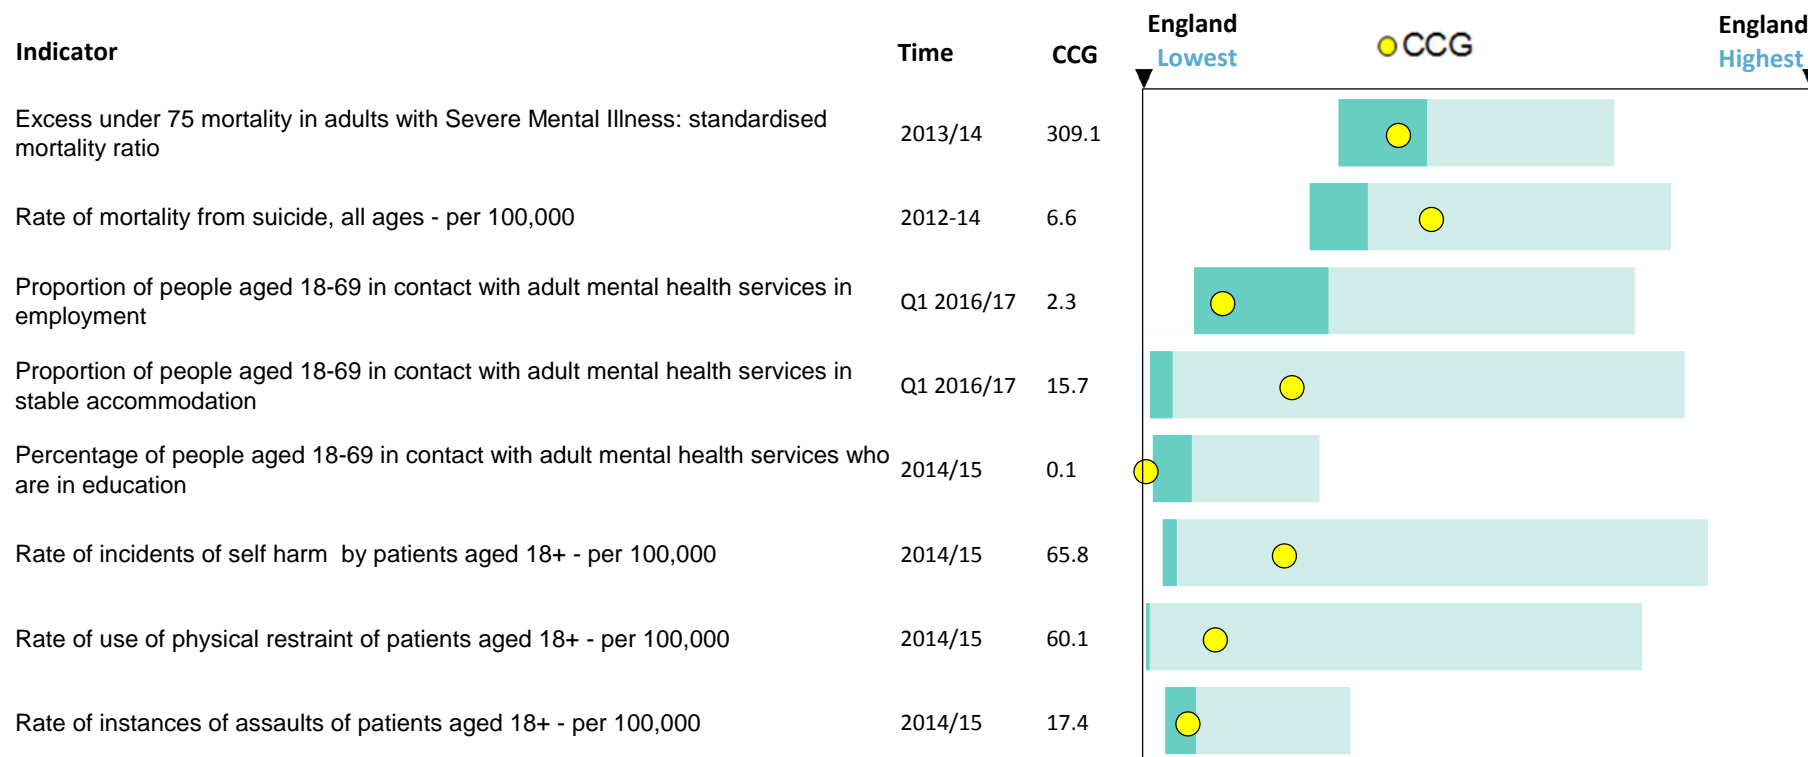 England England
Indicator Time CCG Lowest CCG Highest
Excess under 75 mortality in adults with Severe Mental Illness: standardised
mortality ratio 2013/14 309.1
Rate of mortality from suicide, all ages - per 100,000 2012-14 6.6
Proportion of people aged 18-69 in contact with adult mental health services in
employment Q1 2016/17 2.3
Proportion of people aged 18-69 in contact with adult mental health services in
stable accommodation Q1 2016/17 15.7
Percentage of people aged 18-69 in contact with adult mental health services who
are in education 2014/15 0.1
Rate of incidents of self harm  by patients aged 18+ - per 100,000 2014/15 65.8
Rate of use of physical restraint of patients aged 18+ - per 100,000 2014/15 60.1
Rate of instances of assaults of patients aged 18+ - per 100,000 2014/15 17.4